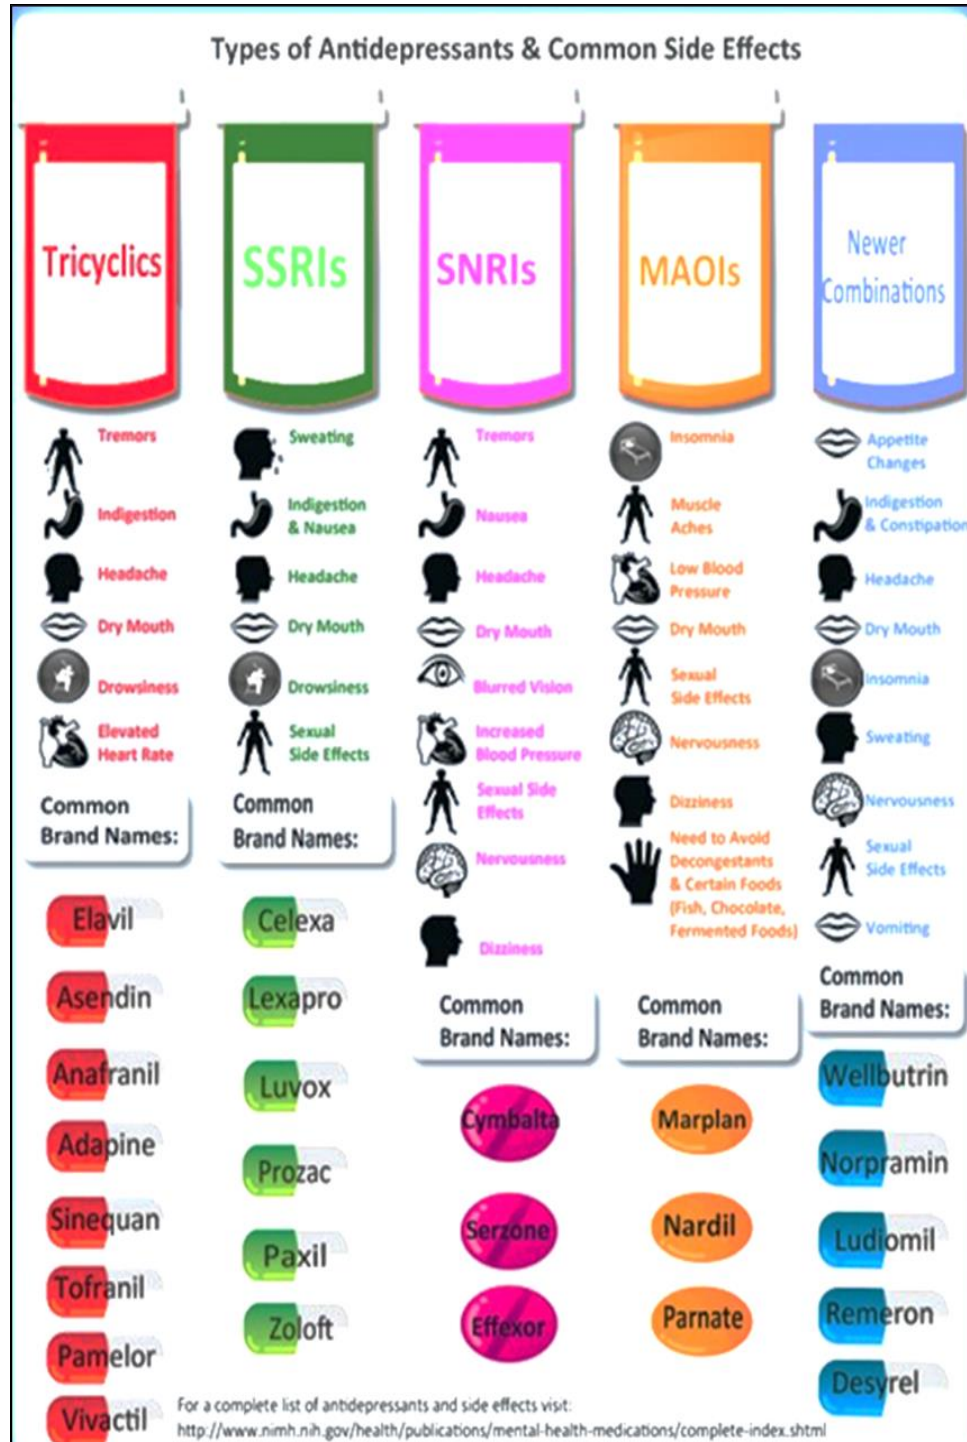 Types of Antidepressants & Common Side Effects
Tricyclics
Tremors
Indigestion
Headache
Dry Mouth
Drowsiness
Elevated
Heart Rate
Common
Brand Names:
Elavil
Asendin
Anafranil
Adapine
Sinequan
Tofranil
Pamelor
Vivactil
SSRIs
Sweating
Indigestion
& Nausea
Headache
Dry Mouth
Drowsiness
Sexual
Side Effects
Common
Brand Names:
Celexa
Lexapro
Luvox
Prozac
Paxil
Zoloft
SNRIs
Tremors
Nausea
Headache
Dry Mouth
Blurred Vision
Increased
Blood Pressure
Sexual Side
Effects
Nervousness
Dizziness
Common
Brand Names:
Cymbalta
Serzone
Effexor
MAOIs
Insomnia
Muscle
Aches
Low Blood
Pressure
Dry Mouth
Sexual
Side Effects
Nervousness
Dizziness
Need to Avoid
Decongestants
& Certain Foods
(Fish, Chocolate,
Fermented Foods)
Common
Brand Names:
Marplan
Nardil
Parnate
Newer
Combinations
Appetite
Changes
Indigestion
& Constipation
Headache
Dry Mouth
Insomnia
Sweating
Nervousness
Sexual
Side Effects
Vomiting
Common
Brand Names:
Wellbutrin
Norpramin
Ludiomil
Remeron
Desyrel
For a complete list of antidepressants and side effects visit:
http://www.nimh.nih.gov/health/publications/mental-health-medications/complete-index.shtml